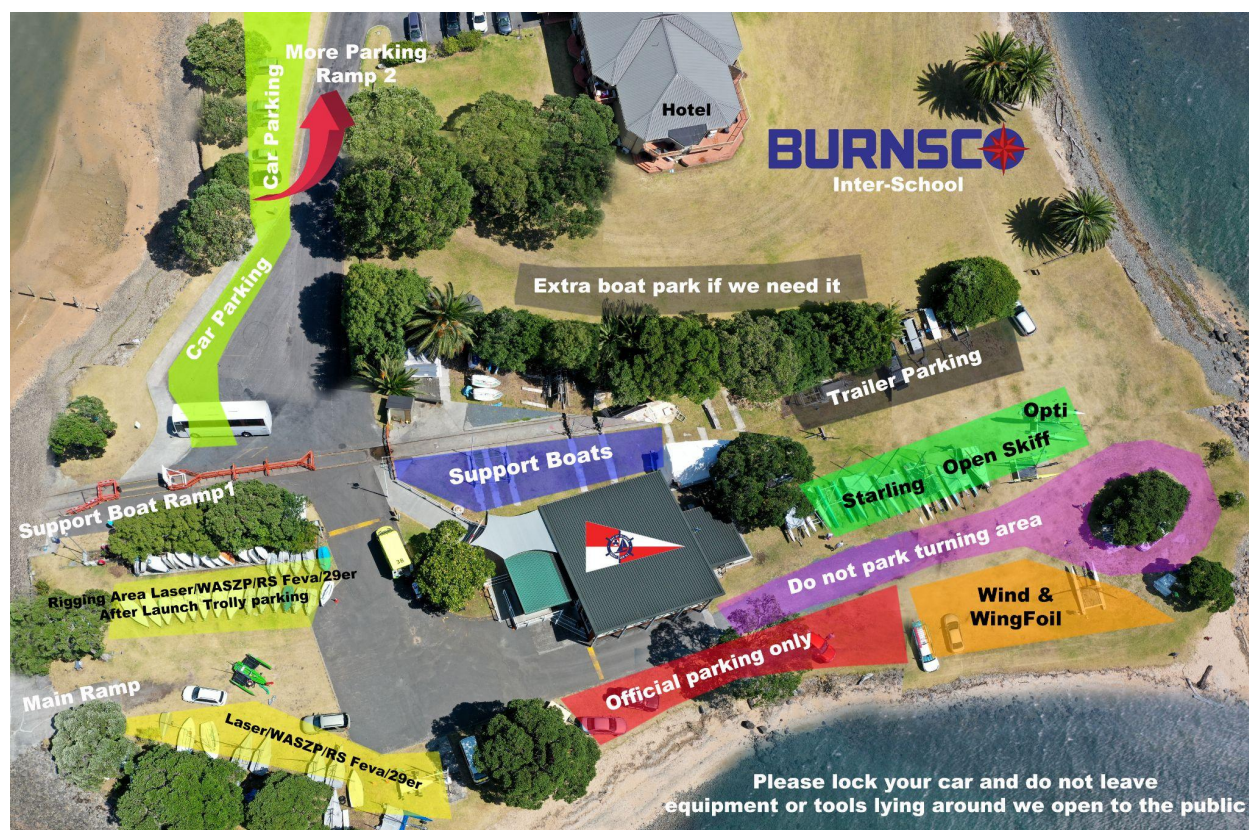 More Parking
Ramp 2
Car Parking
Hotel
BURNSCO
Inter-School
Car Parking
Extra boat park if we need it
Trailer Parking
Opti
Open Skiff
Starling
Support Boats
Support Boat Ramp1
Do not park turning area
Rigging Area Laser/WASZP/RS Feva/29er
After Launch Trolly parking
Wind &
WingFoil
Official parking only
Main Ramp
Laser/WASZP/RS Feva/29er
Please lock your car and do not leave
equipment or tools lying around we open to the public